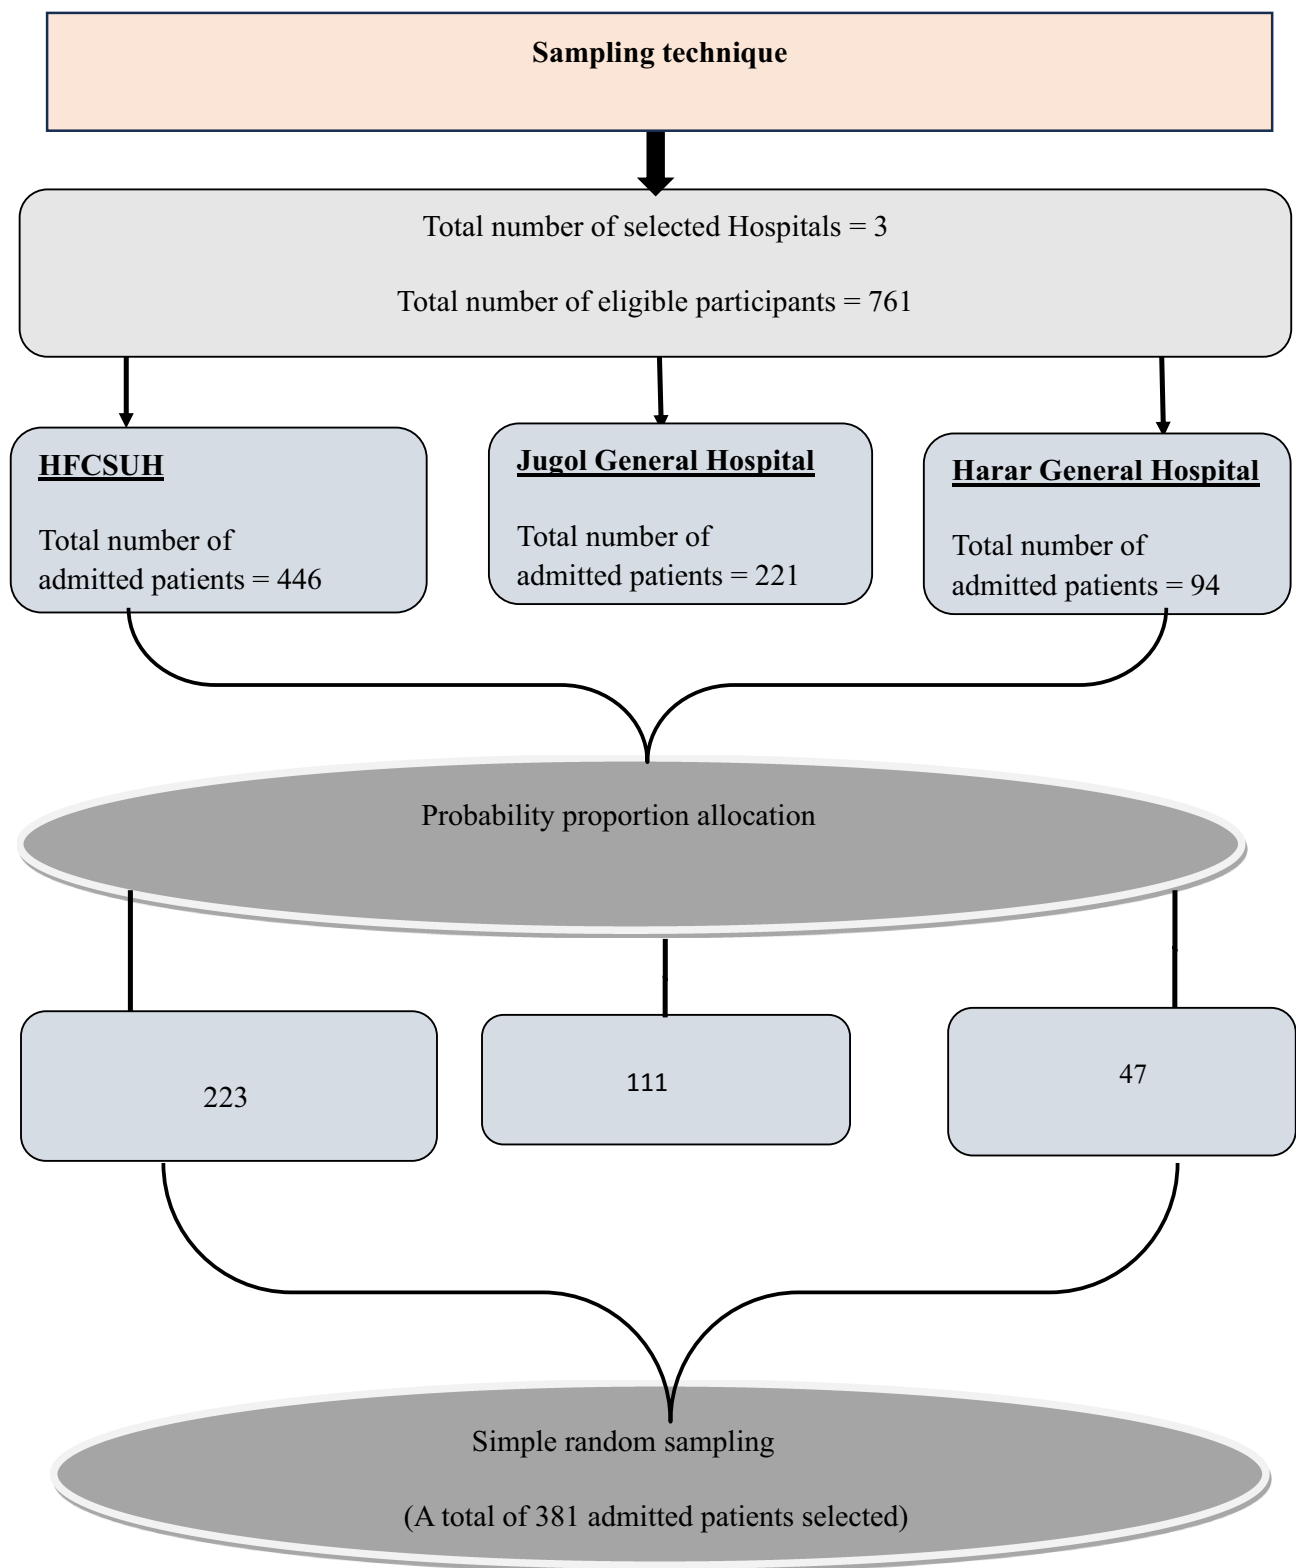 Sampling technique
Total number of selected Hospitals = 3
Total number of eligible participants = 761
HFCSUH
Total number of
admitted patients = 446
Jugol General Hospital
Total number of
admitted patients = 221
Harar General Hospital
Total number of
admitted patients = 94
Probability proportion allocation
223
111
47
Simple random sampling
(A total of 381 admitted patients selected)